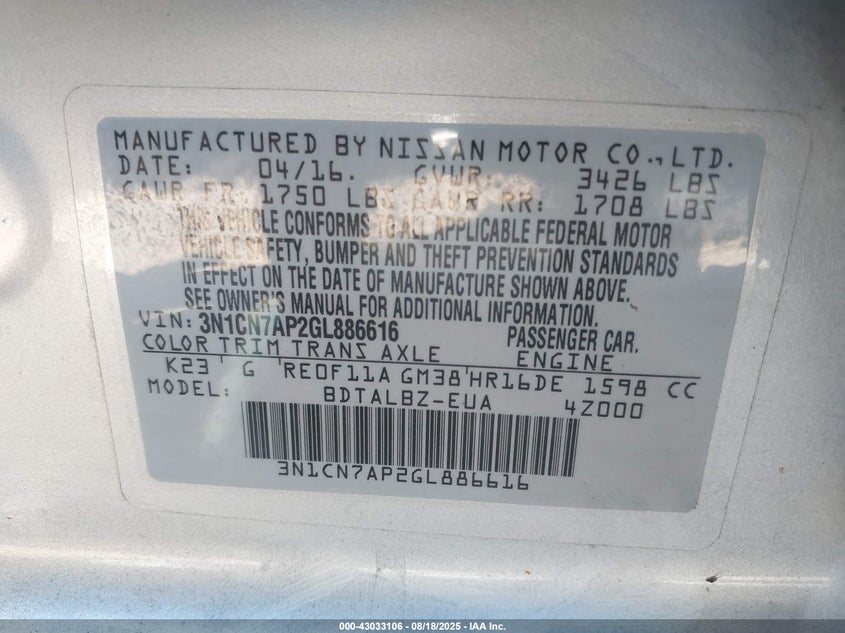 MANUFACTURED BY NISSAN MOTOR CO., LTD.
DATE: 04/16. GVWR: 3426 LBS
GAWR FR: 1750 LBS GAWR RR: 1708 LBS
THIS VEHICLE CONFORMS TO ALL APPLICABLE FEDERAL MOTOR
VEHICLE SAFETY, BUMPER AND THEFT PREVENTION STANDARDS
IN EFFECT ON THE DATE OF MANUFACTURE SHOWN ABOVE.
SEE OWNER'S MANUAL FOR ADDITIONAL INFORMATION.
VIN: 3N1CN7AP2GL886616 PASSENGER CAR.
COLOR TRIM TRANS AXLE ENGINE
K23 G RE0F11A GM38 HR16DE 1598 CC
MODEL: BDTALBZ-EUA 4Z000
3N1CN7AP2GL886616
000-43033106 - 08/18/2025 - IAA Inc.